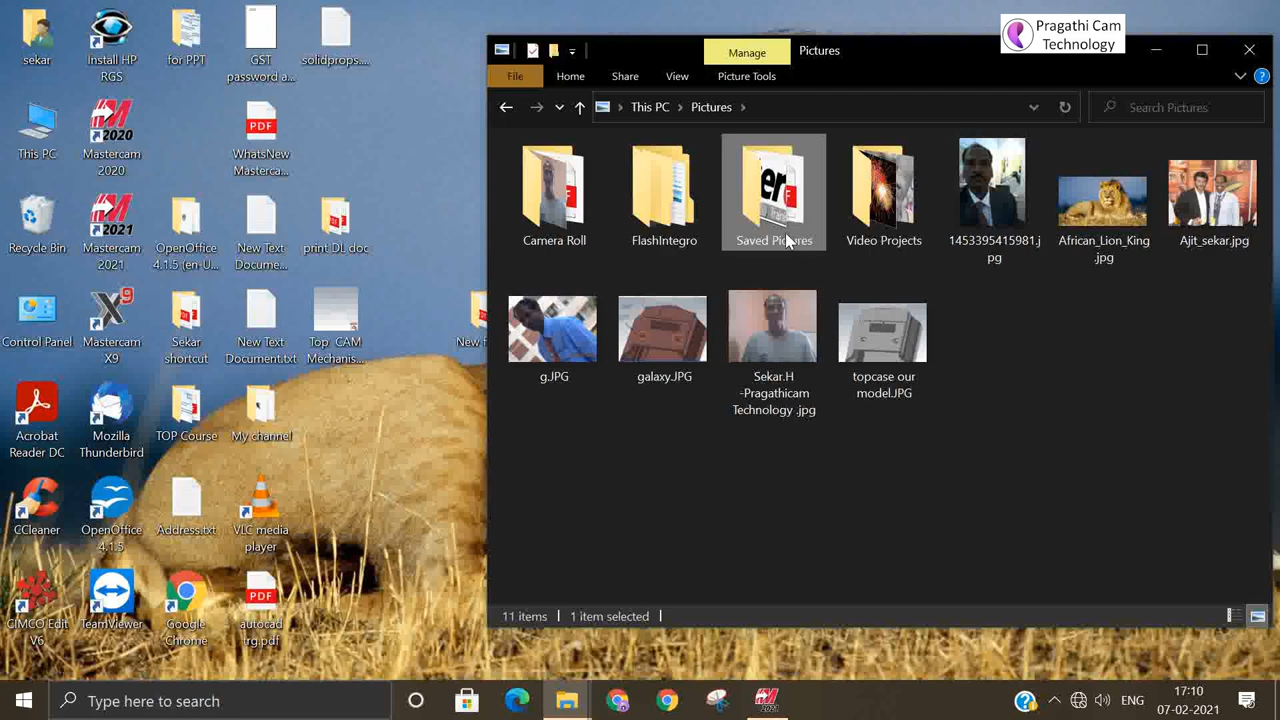 Pragathi Cam
Technology
sekar
Install HP
RGS
for PPT
GST
password a...
solidprops....
This PC
Mastercam
2020
WhatsNew
Masterca...
Recycle Bin
Mastercam
2021
OpenOffice
4.1.5 (en-U...
New Text
Docume...
print DL doc
Control Panel
Mastercam
X9
Sekar
shortcut
New Text
Document.txt
Top CAM
Mechanis...
New f
Acrobat
Reader DC
Mozilla
Thunderbird
TOP Course
My channel
CCleaner
OpenOffice
4.1.5
Address.txt
VLC media
player
CIMCO Edit
V6
TeamViewer
Google
Chrome
autocad
trg.pdf
Manage
Pictures
File
Home
Share
View
Picture Tools
This PC
Pictures
Search Pictures
Camera Roll
FlashIntegro
Saved Pictures
Video Projects
1453395415981.j
pg
African_Lion_King
.jpg
Ajit_sekar.jpg
g.JPG
galaxy.JPG
Sekar.H
-Pragathicam
Technology .jpg
topcase our
model.JPG
11 items
1 item selected
Type here to search
ENG
17:10
07-02-2021